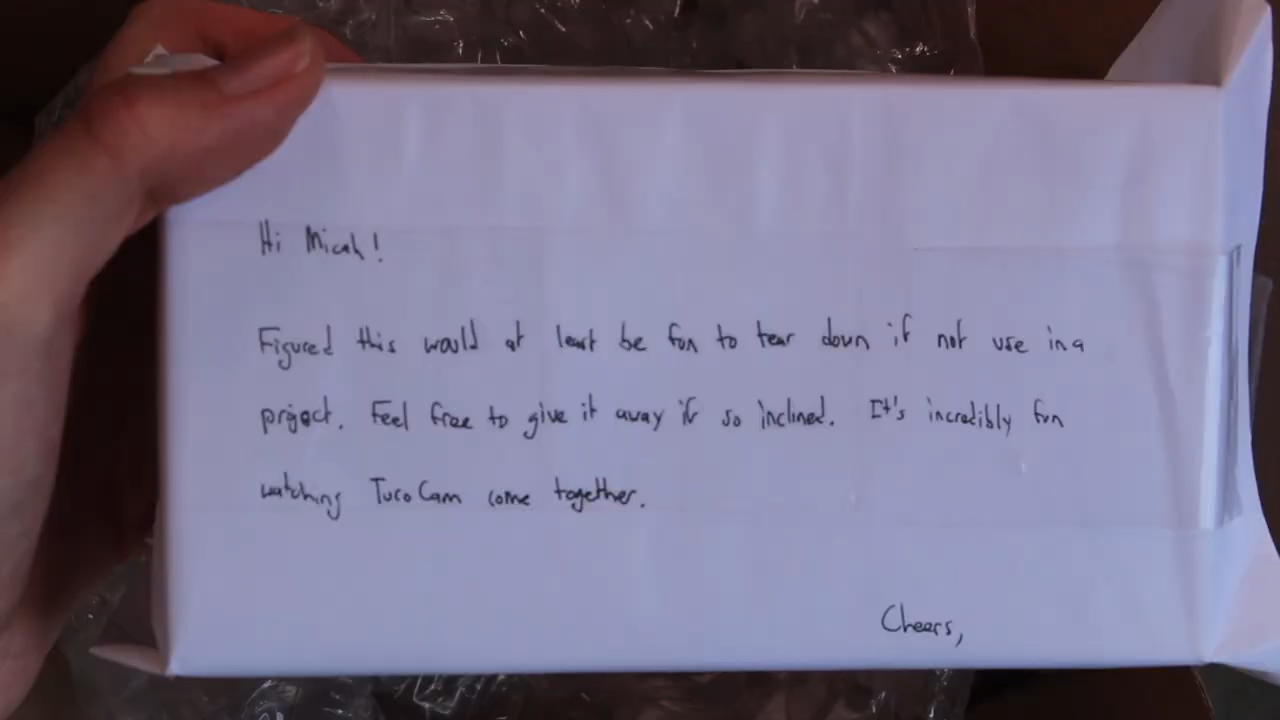 Hi Micah!
Figured this would at least be fun to tear down if not use in a
project. Feel free to give it away if so inclined. It's incredibly fun
watching TucoCam come together.
Cheers,